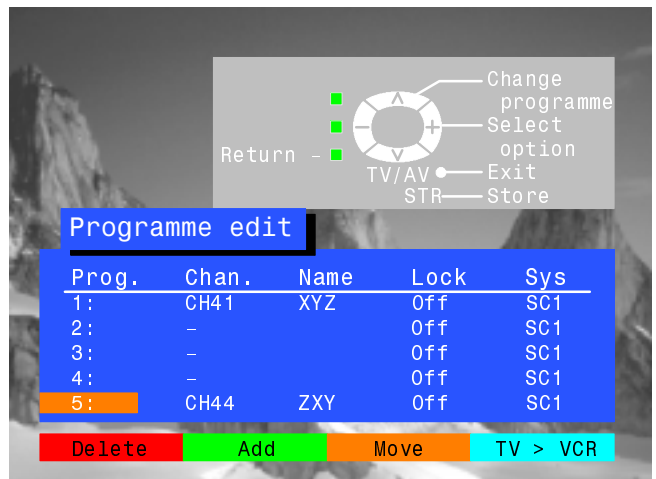 Change
programme
Select
option
Return –
TV/AV Exit
STR Store
Programme edit
Prog. Chan. Name Lock Sys
1: CH41 XYZ Off SC1
2: – Off SC1
3: – Off SC1
4: – Off SC1
5: CH44 ZXY Off SC1
Delete Add Move TV > VCR